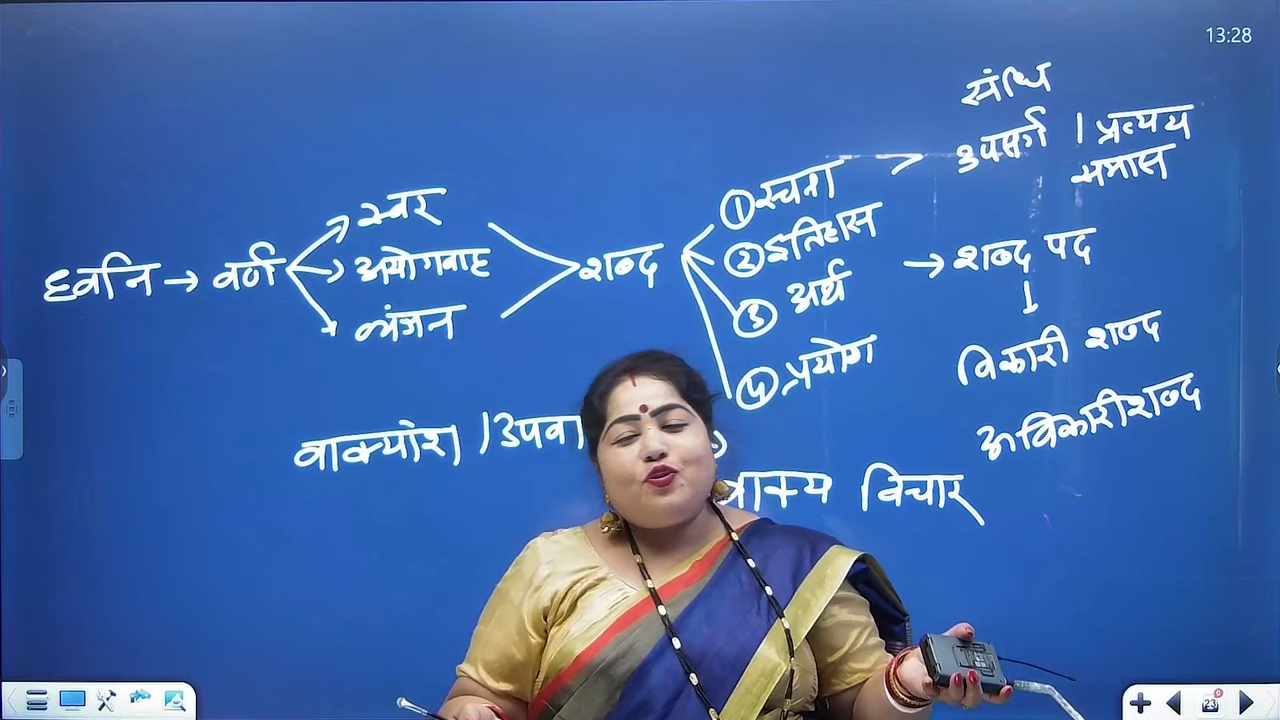 13:28
संधि
उपसर्ग | प्रत्यय
समास
ध्वनि → वर्ण
स्वर
अयोगवाह
व्यंजन
शब्द
① रचना
② इतिहास
③ अर्थ
④ प्रयोग
→ शब्द पद
विकारी शब्द
अविकारी शब्द
वाक्यांश / उपवा
वाक्य विचार
23